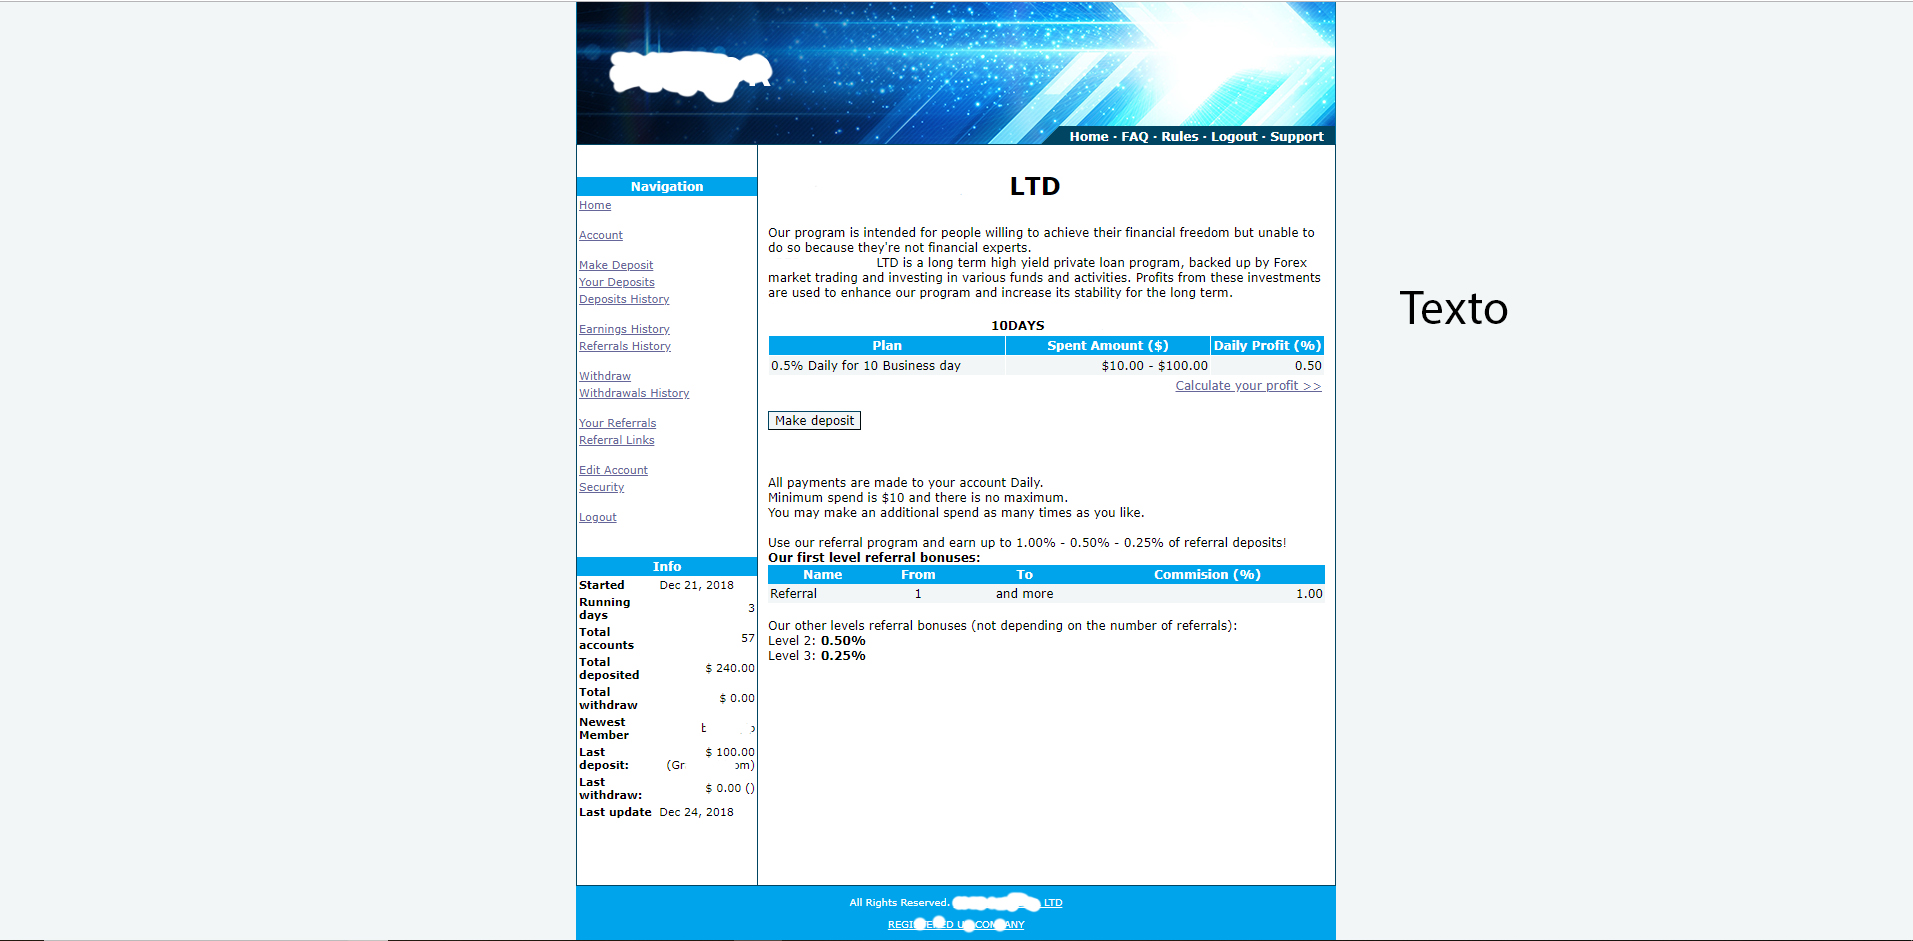 Home · FAQ · Rules · Logout · Support
Navigation
Home
Account
Make Deposit
Your Deposits
Deposits History
Earnings History
Referrals History
Withdraw
Withdrawals History
Your Referrals
Referral Links
Edit Account
Security
Logout
Info
Started Dec 21, 2018
Running days 3
Total accounts 57
Total deposited $ 240.00
Total withdraw $ 0.00
Newest Member
Last deposit: $ 100.00
(Gr om)
Last withdraw: $ 0.00 ()
Last update Dec 24, 2018
LTD
Our program is intended for people willing to achieve their financial freedom but unable to
do so because they're not financial experts.
LTD is a long term high yield private loan program, backed up by Forex
market trading and investing in various funds and activities. Profits from these investments
are used to enhance our program and increase its stability for the long term.
10DAYS
Plan Spent Amount ($) Daily Profit (%)
0.5% Daily for 10 Business day $10.00 - $100.00 0.50
Calculate your profit >>
Make deposit
All payments are made to your account Daily.
Minimum spend is $10 and there is no maximum.
You may make an additional spend as many times as you like.
Use our referral program and earn up to 1.00% - 0.50% - 0.25% of referral deposits!
Our first level referral bonuses:
Name From To Commision (%)
Referral 1 and more 1.00
Our other levels referral bonuses (not depending on the number of referrals):
Level 2: 0.50%
Level 3: 0.25%
Texto
All Rights Reserved. LTD